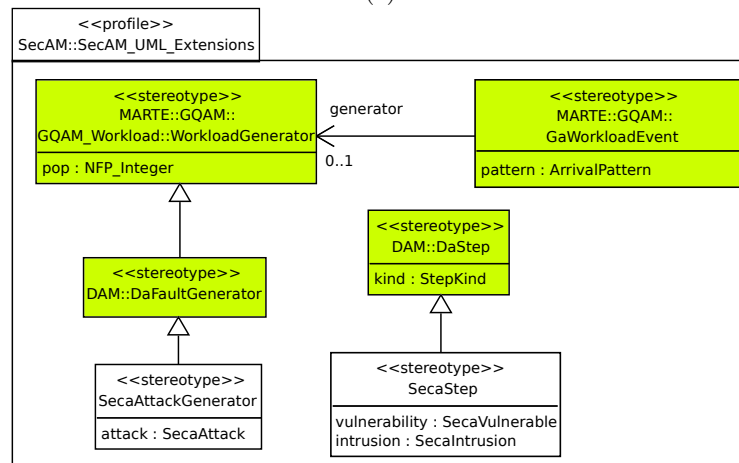 <<profile>>
SecAM::SecAM_UML_Extensions
<<stereotype>>
MARTE::GQAM::
GQAM_Workload::WorkloadGenerator
pop : NFP_Integer
generator
0..1
<<stereotype>>
MARTE::GQAM::
GaWorkloadEvent
pattern : ArrivalPattern
<<stereotype>>
DAM::DaStep
kind : StepKind
<<stereotype>>
DAM::DaFaultGenerator
<<stereotype>>
SecaAttackGenerator
attack : SecaAttack
<<stereotype>>
SecaStep
vulnerability : SecaVulnerable
intrusion : SecaIntrusion